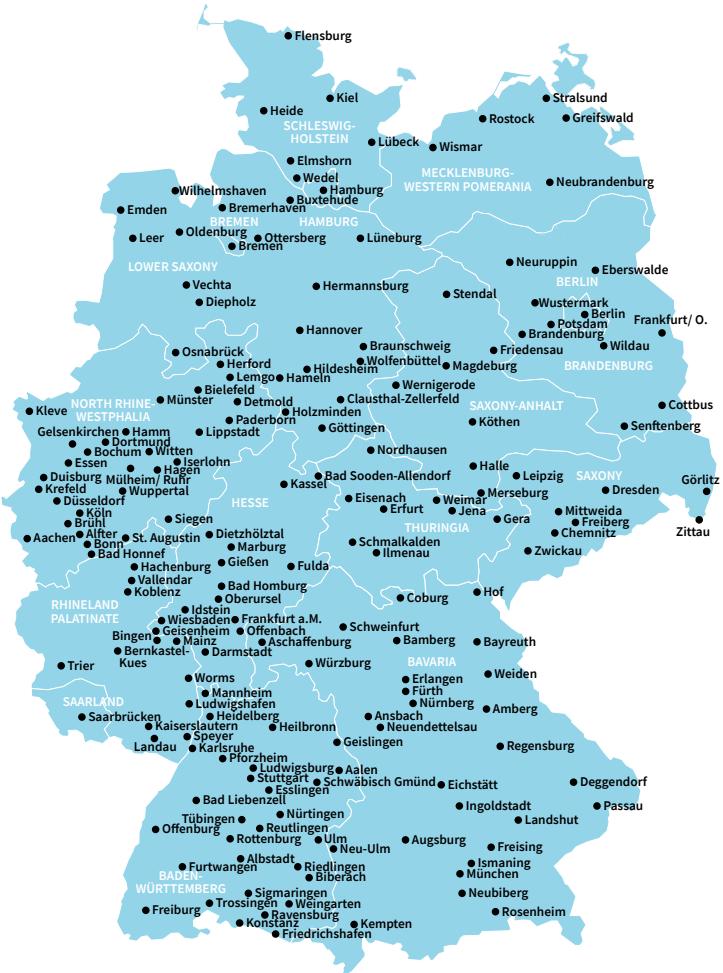 Flensburg
Kiel
Stralsund
Heide
Rostock
Greifswald
SCHLESWIG-
HOLSTEIN
Lübeck
Wismar
Elmshorn
MECKLENBURG-
WESTERN POMERANIA
Wedel
Neubrandenburg
Wilhelmshaven
Hamburg
Buxtehude
Emden
Bremerhaven
BREMEN
HAMBURG
Oldenburg
Leer
Ottersberg
Lüneburg
Bremen
LOWER SAXONY
Neuruppin
Eberswalde
BERLIN
Vechta
Hermannsburg
Stendal
Diepholz
Wustermark
Berlin
Frankfurt/ O.
Potsdam
Hannover
Brandenburg
Braunschweig
Friedensau
Wildau
Osnabrück
Wolfenbüttel
Herford
Hildesheim
Magdeburg
BRANDENBURG
Lemgo
Hameln
Wernigerode
Bielefeld
Münster
Detmold
Clausthal-Zellerfeld
NORTH RHINE-
WESTPHALIA
SAXONY-ANHALT
Cottbus
Kleve
Holzminden
Paderborn
Köthen
Senftenberg
Göttingen
Gelsenkirchen
Hamm
Lippstadt
Dortmund
Bochum
Witten
Nordhausen
Essen
Iserlohn
Halle
Hagen
Leipzig
SAXONY
Duisburg
Mülheim/ Ruhr
Bad Sooden-Allendorf
Görlitz
Krefeld
Wuppertal
Kassel
Merseburg
Dresden
Düsseldorf
HESSE
Eisenach
Weimar
Köln
Erfurt
Jena
Mittweida
Brühl
Siegen
Gera
Freiberg
THURINGIA
Chemnitz
Zittau
Aachen
Alfter
St. Augustin
Dietzhölztal
Bonn
Marburg
Schmalkalden
Bad Honnef
Ilmenau
Zwickau
Hachenburg
Gießen
Fulda
Vallendar
Koblenz
Bad Homburg
Hof
Oberursel
Coburg
RHINELAND
PALATINATE
Idstein
Wiesbaden
Frankfurt a.M.
Geisenheim
Offenbach
Schweinfurt
Bingen
Mainz
Aschaffenburg
Bamberg
Bayreuth
Bernkastel-
Kues
Darmstadt
Trier
Würzburg
BAVARIA
Weiden
Worms
Erlangen
Mannheim
Fürth
SAARLAND
Ludwigshafen
Nürnberg
Amberg
Saarbrücken
Heidelberg
Ansbach
Kaiserslautern
Heilbronn
Neuendettelsau
Speyer
Landau
Karlsruhe
Geislingen
Regensburg
Pforzheim
Ludwigsburg
Aalen
Stuttgart
Schwäbisch Gmünd
Eichstätt
Deggendorf
Esslingen
Bad Liebenzell
Ingolstadt
Passau
Nürtingen
Tübingen
Landshut
Offenburg
Reutlingen
Rottenburg
Ulm
Augsburg
Neu-Ulm
Freising
Albstadt
Furtwangen
Riedlingen
Ismaning
BADEN-
WÜRTTEMBERG
Biberach
München
Sigmaringen
Neubiberg
Trossingen
Weingarten
Freiburg
Ravensburg
Rosenheim
Konstanz
Kempten
Friedrichshafen